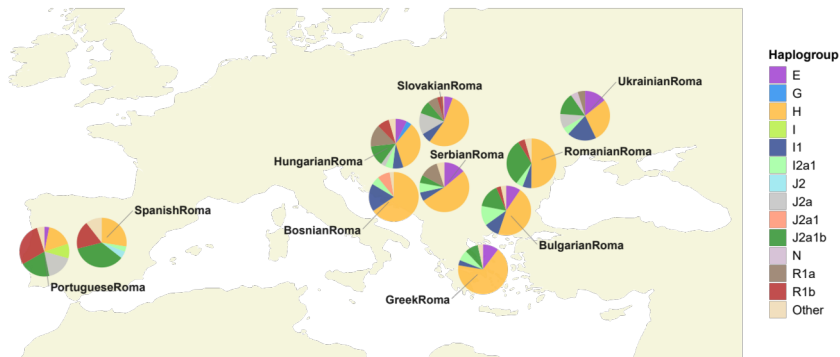 SlovakianRoma
UkrainianRoma
HungarianRoma
SerbianRoma
RomanianRoma
SpanishRoma
BosnianRoma
BulgarianRoma
PortugueseRoma
GreekRoma
Haplogroup
E
G
H
I
I1
I2a1
J2
J2a
J2a1
J2a1b
N
R1a
R1b
Other